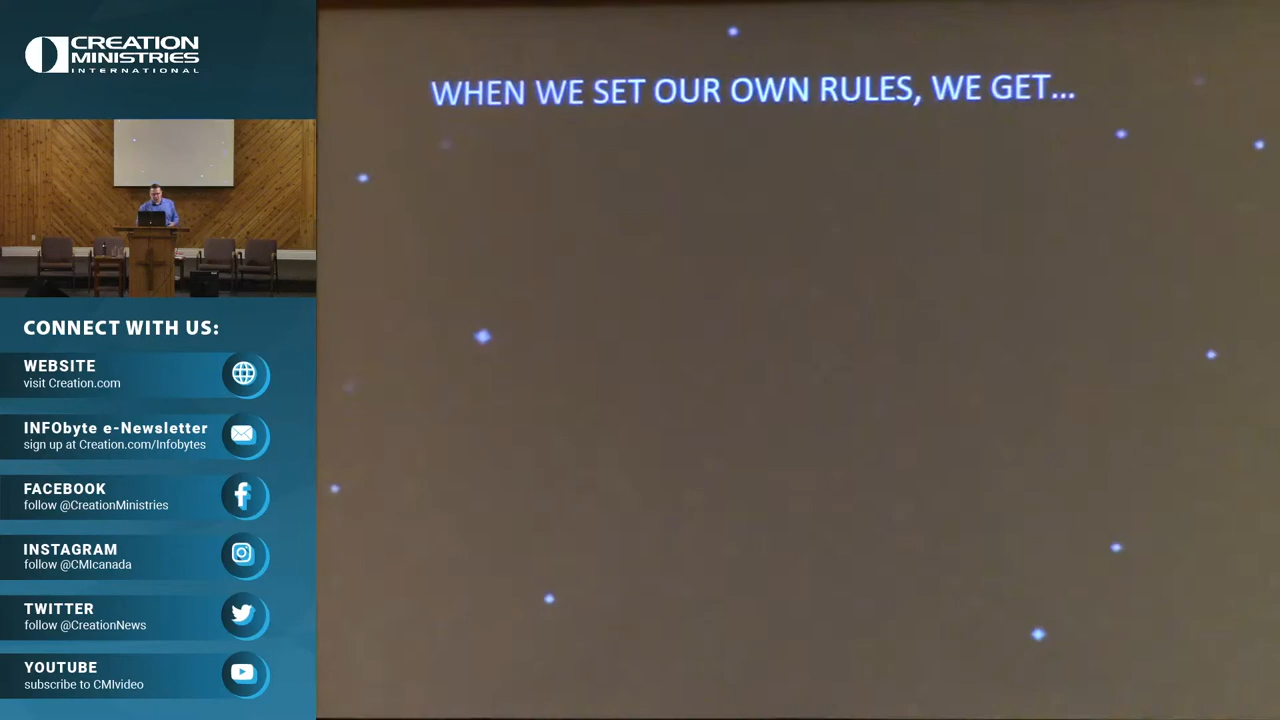 CREATION
MINISTRIES
INTERNATIONAL
CONNECT WITH US:
WEBSITE
visit Creation.com
INFObyte e-Newsletter
sign up at Creation.com/Infobytes
FACEBOOK
follow @CreationMinistries
INSTAGRAM
follow @CMIcanada
TWITTER
follow @CreationNews
YOUTUBE
subscribe to CMIvideo
WHEN WE SET OUR OWN RULES, WE GET...